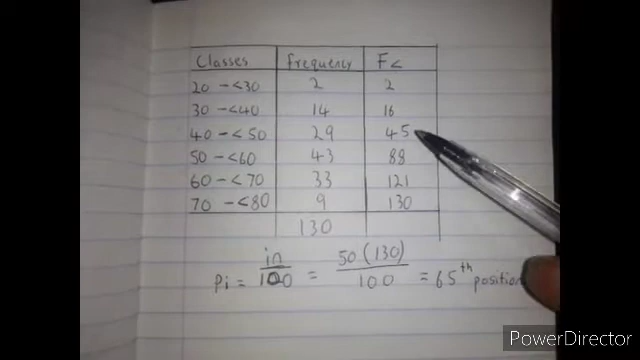 Classes frequency F<
20 -<30 2 2
30 -<40 14 16
40 -<50 29 45
50 -<60 43 88
60 -<70 33 121
70 -<80 9 130
130
Pi = in/100 = 50(130)/100 = 65th position
PowerDirector